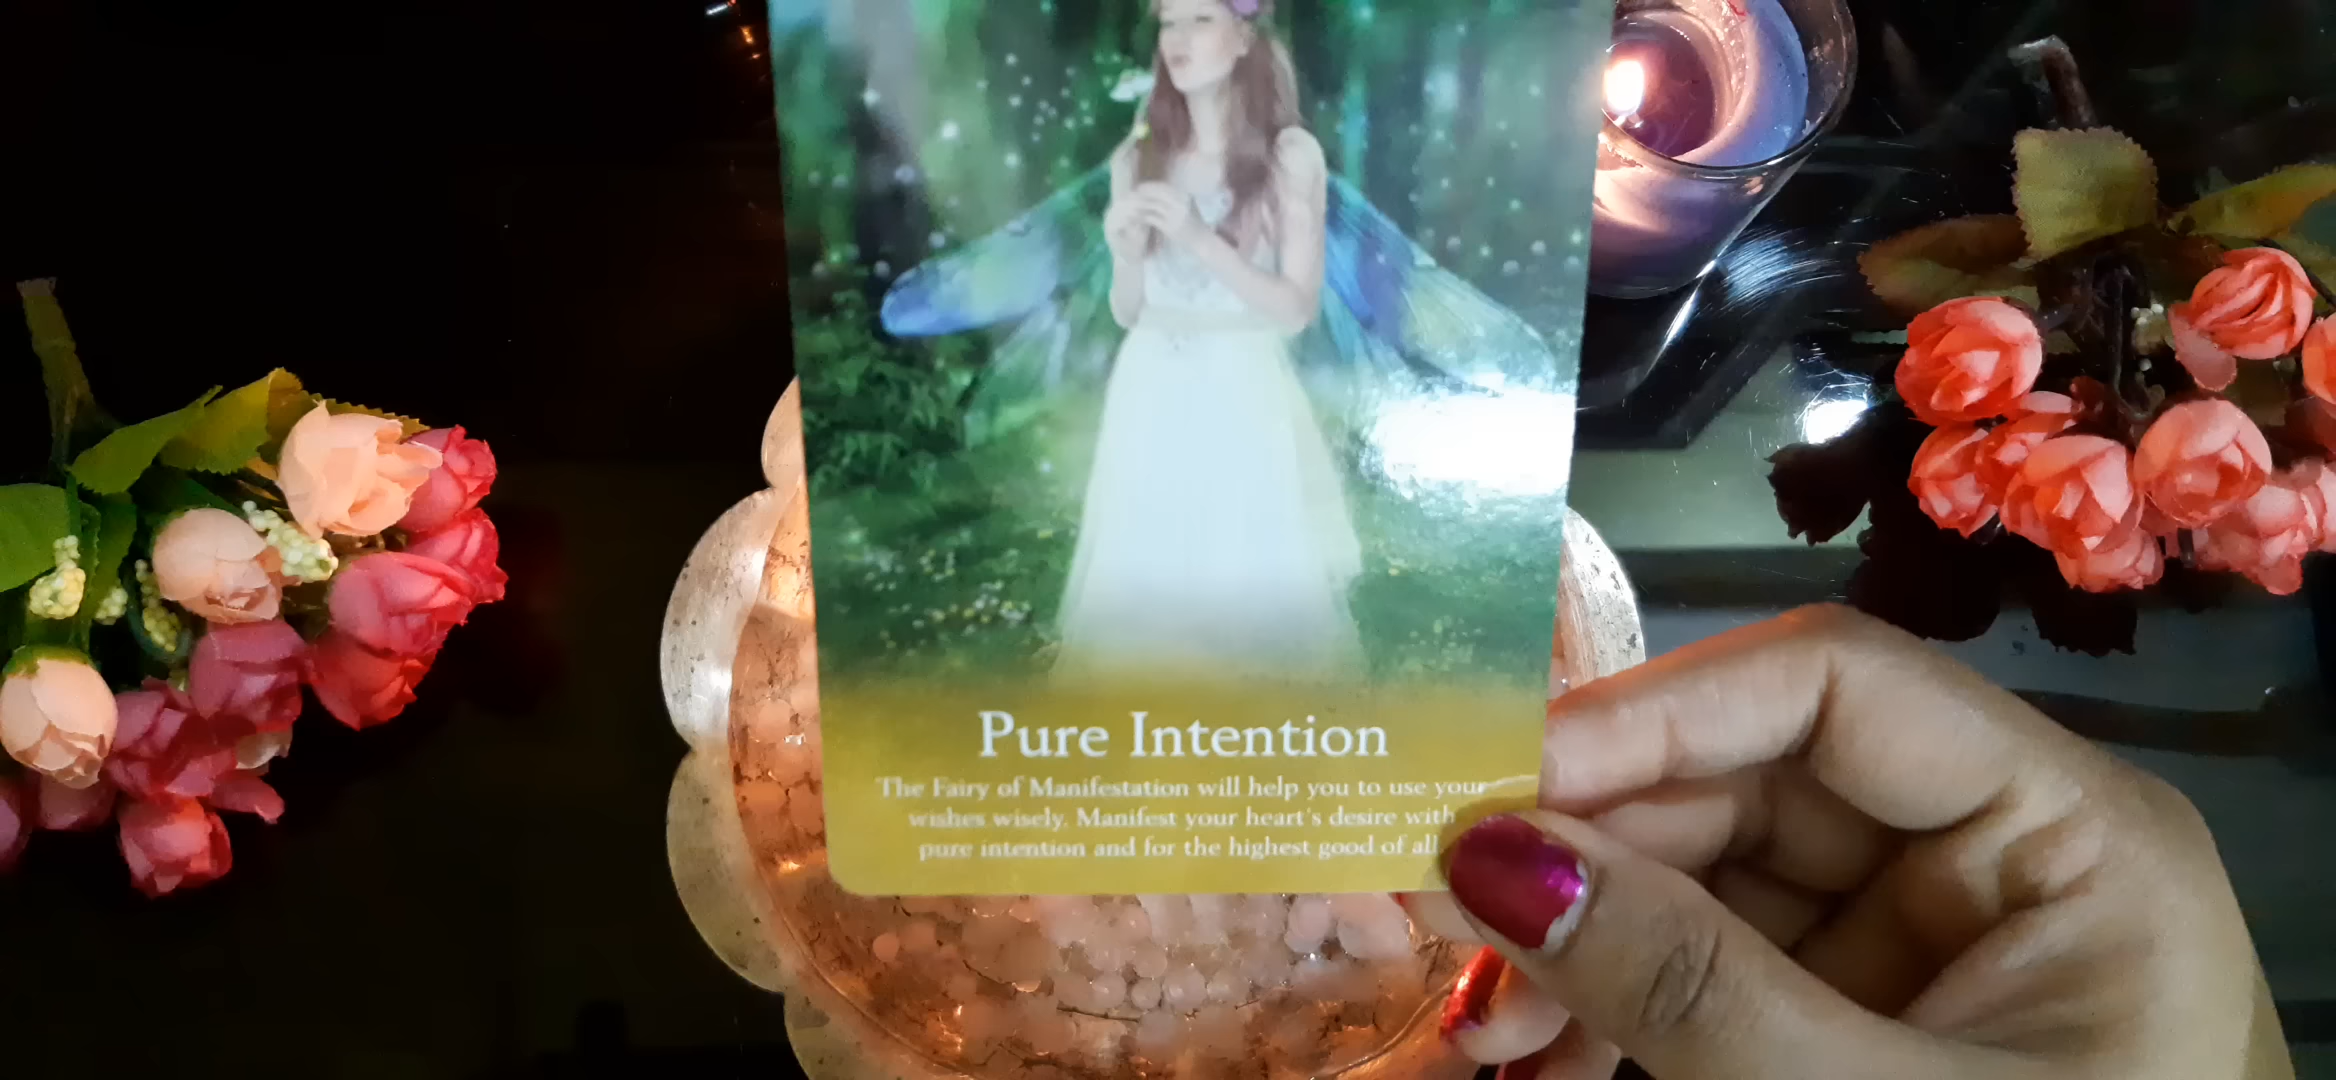 Pure Intention
The Fairy of Manifestation will help you to use your
wishes wisely. Manifest your heart's desire with
pure intention and for the highest good of all